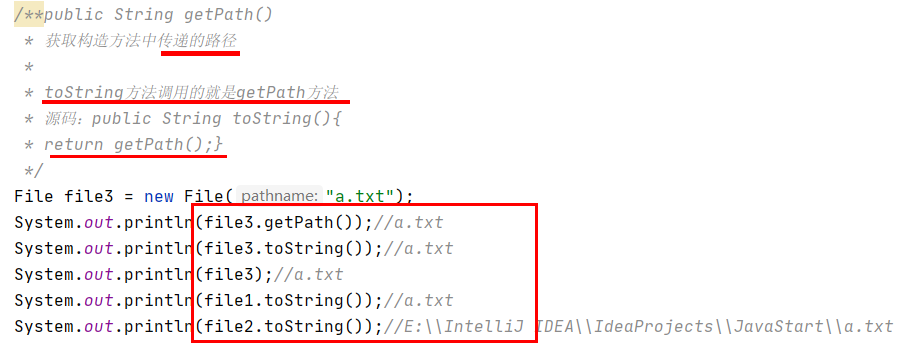 /**public String getPath()
* 获取构造方法中传递的路径
*
* toString方法调用的就是getPath方法
* 源码：public String toString(){
* return getPath();}
*/
File file3 = new File( pathname: "a.txt");
System.out.println(file3.getPath());//a.txt
System.out.println(file3.toString());//a.txt
System.out.println(file3);//a.txt
System.out.println(file1.toString());//a.txt
System.out.println(file2.toString());//E:\\IntelliJ IDEA\\IdeaProjects\\JavaStart\\a.txt